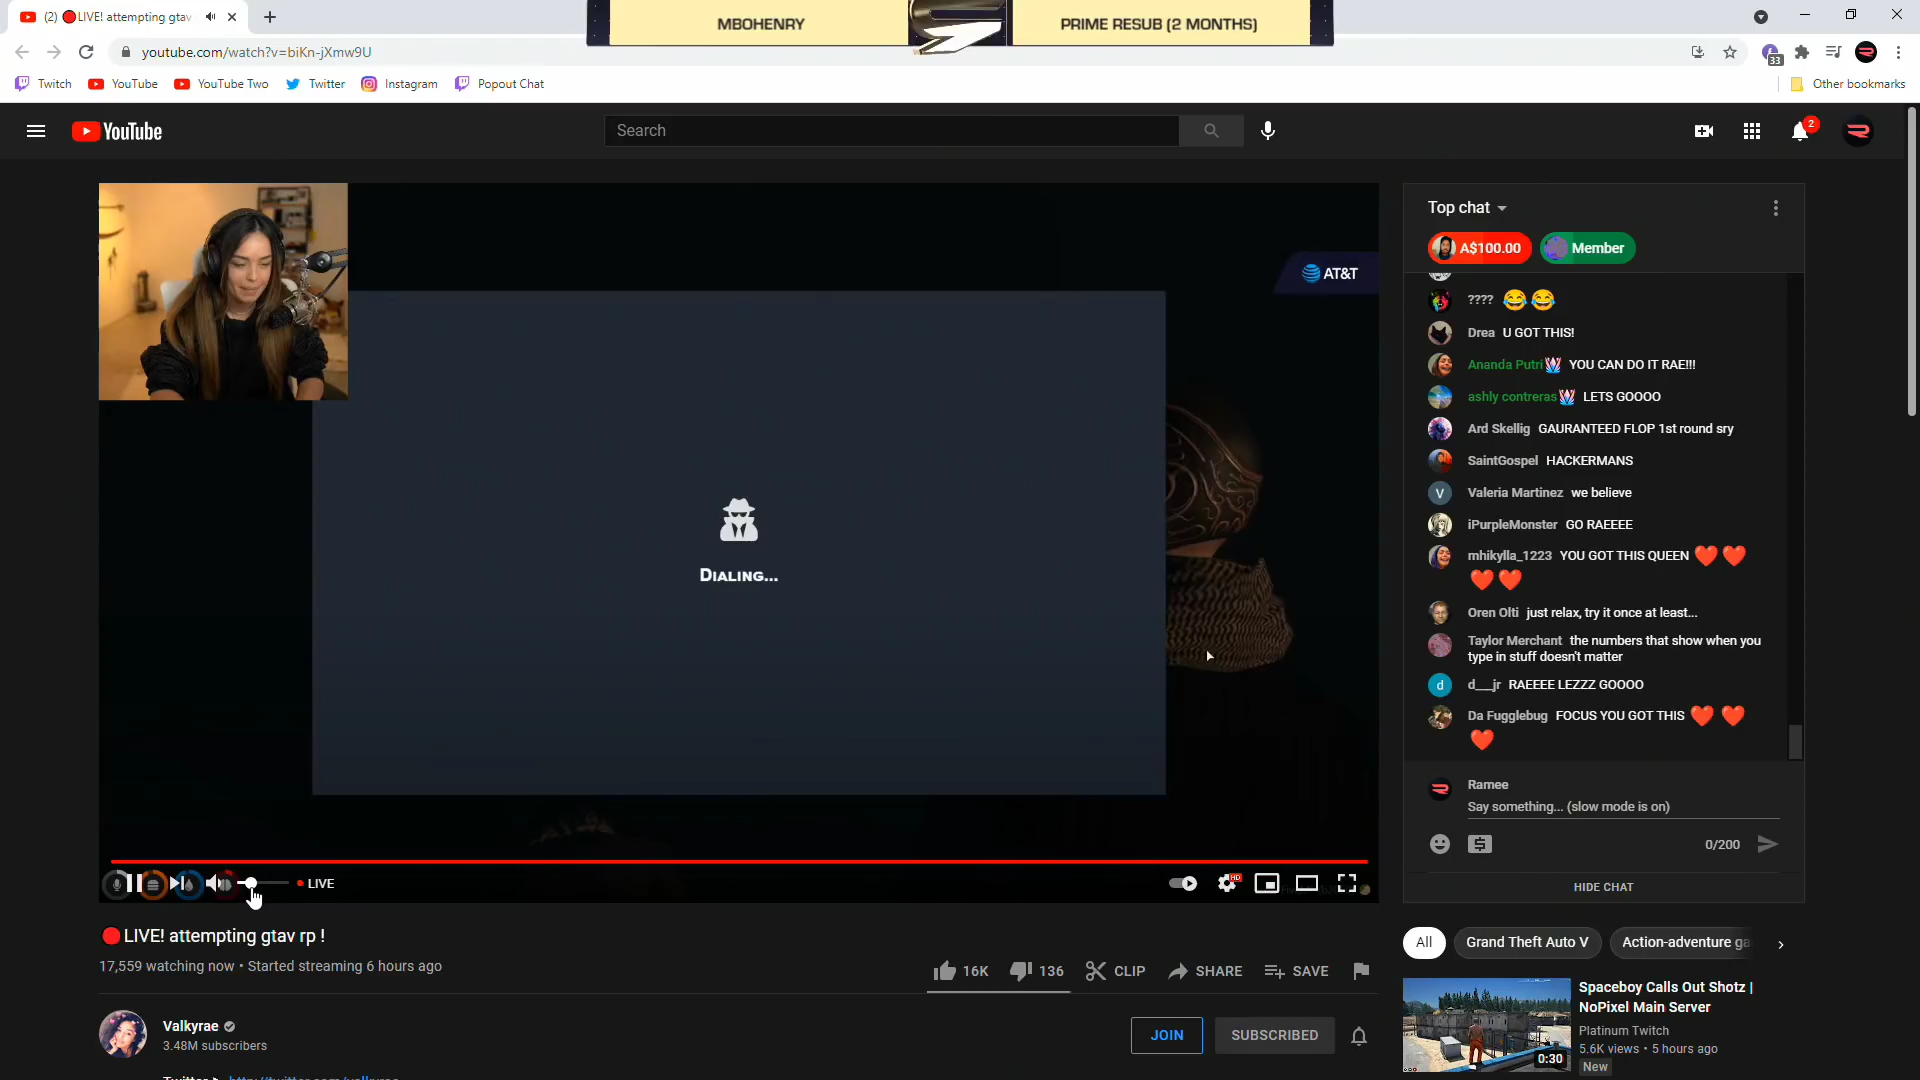 (2) 🔴LIVE! attempting gtav
MBOHENRY
PRIME RESUB (2 MONTHS)
youtube.com/watch?v=biKn-jXmw9U
33
Twitch
YouTube
YouTube Two
Twitter
Instagram
Popout Chat
Other bookmarks
YouTube
Search
2
AT&T
DIALING...
LIVE
HD
Top chat
A$100.00
Member
???? 😂😂
Drea U GOT THIS!
Ananda Putri YOU CAN DO IT RAE!!!
ashly contreras LETS GOOOO
Ard Skellig GAURANTEED FLOP 1st round sry
SaintGospel HACKERMANS
V
Valeria Martinez we believe
iPurpleMonster GO RAEEEE
mhikylla_1223 YOU GOT THIS QUEEN ❤️ ❤️
❤️ ❤️
Oren Olti just relax, try it once at least...
Taylor Merchant the numbers that show when you
type in stuff doesn't matter
d
d__jr RAEEEE LEZZZ GOOOO
Da Fugglebug FOCUS YOU GOT THIS ❤️ ❤️
❤️
Ramee
Say something... (slow mode is on)
0/200
HIDE CHAT
🔴LIVE! attempting gtav rp !
17,559 watching now • Started streaming 6 hours ago
16K
136
CLIP
SHARE
SAVE
Valkyrae
3.48M subscribers
JOIN
SUBSCRIBED
All
Grand Theft Auto V
Action-adventure ga
Spaceboy Calls Out Shotz |
NoPixel Main Server
Platinum Twitch
5.6K views • 5 hours ago
New
0:30